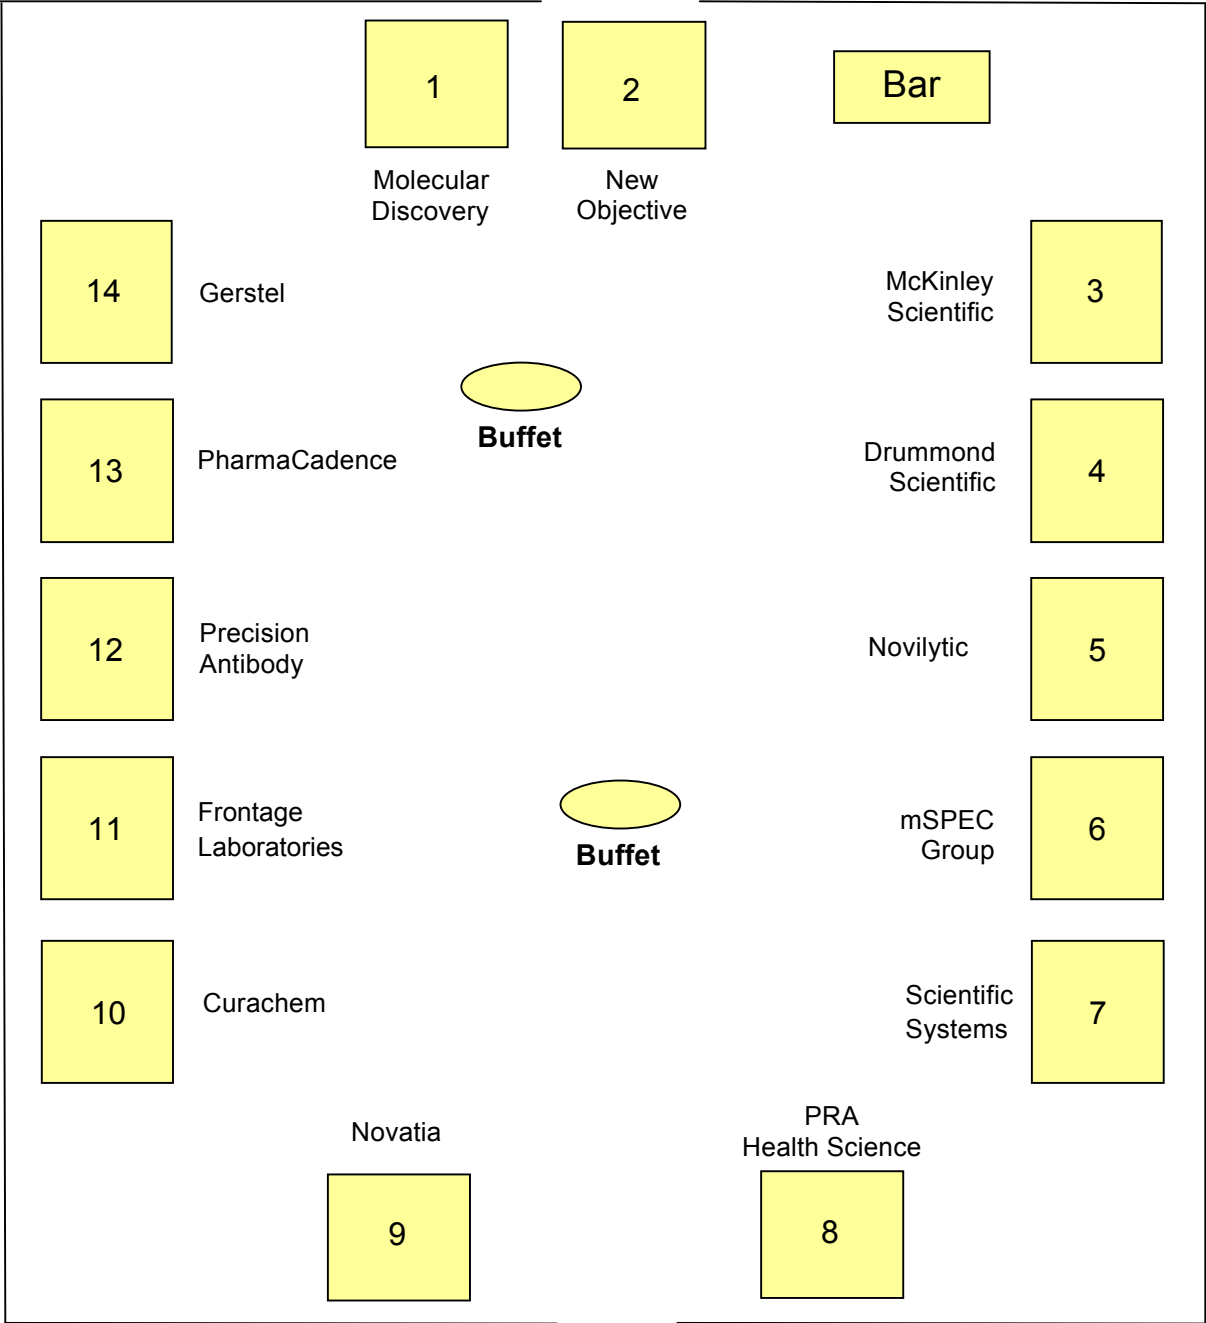 1
2
Bar
Molecular
Discovery
New
Objective
14
Gerstel
McKinley
Scientific
3
Buffet
13
PharmaCadence
Drummond
Scientific
4
12
Precision
Antibody
Novilytic
5
11
Frontage
Laboratories
Buffet
mSPEC
Group
6
10
Curachem
Scientific
Systems
7
Novatia
PRA
Health Science
9
8